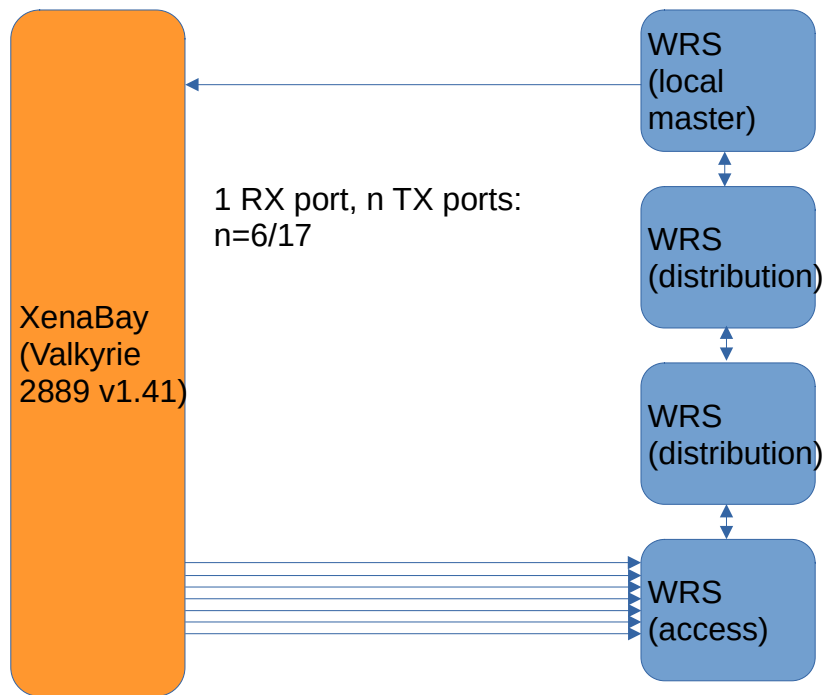 WRS
(local
master)
1 RX port, n TX ports:
n=6/17
WRS
(distribution)
XenaBay
(Valkyrie
2889 v1.41)
WRS
(distribution)
WRS
(access)